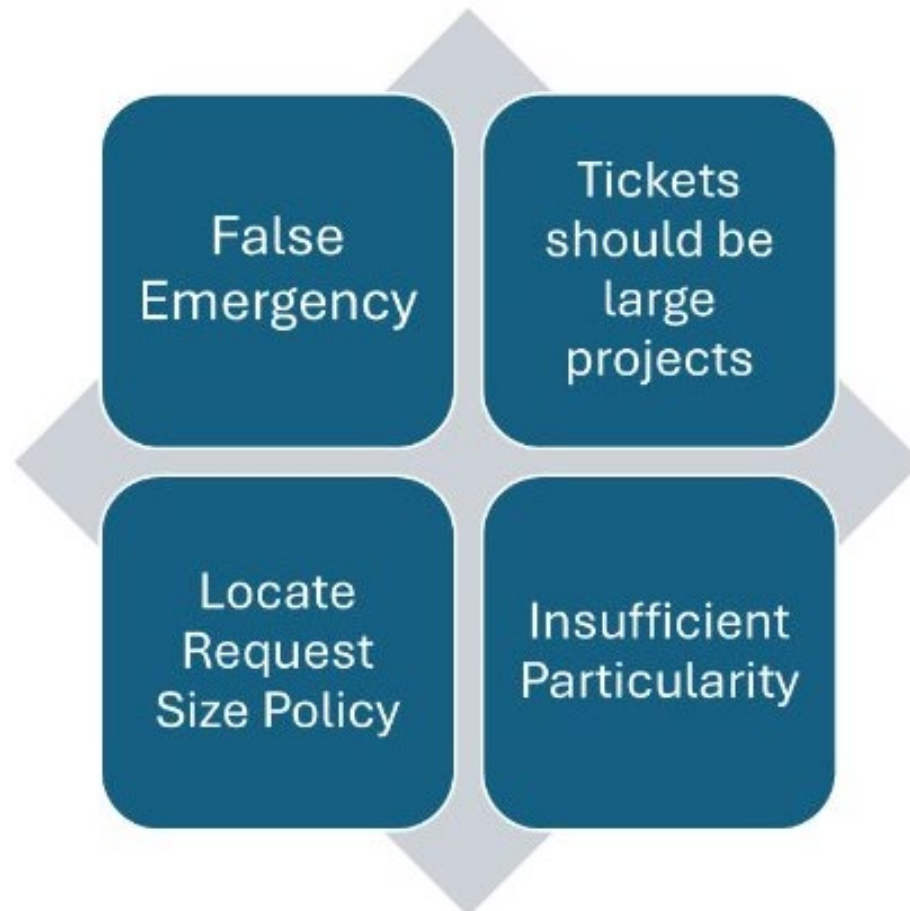 False
Emergency
Tickets
should be
large
projects
Locate
Request
Size Policy
Insufficient
Particularity